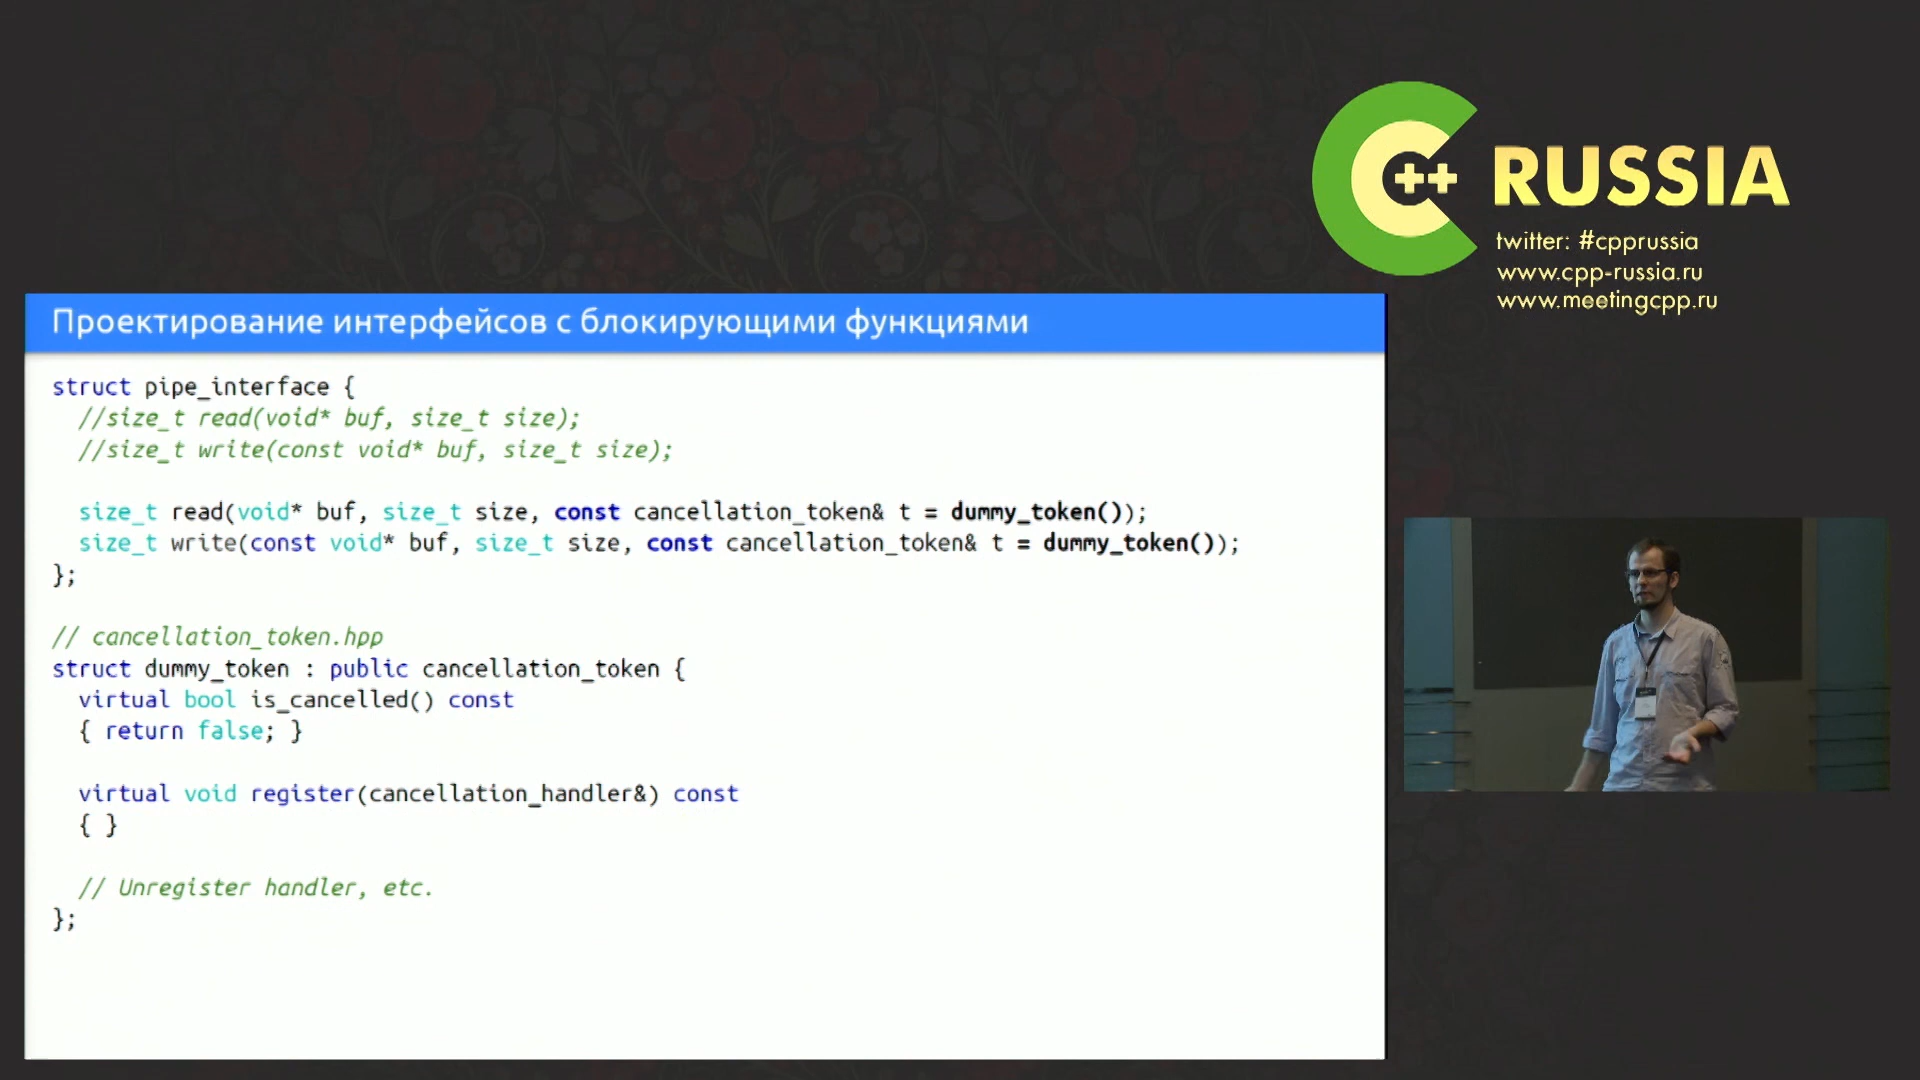 ++ RUSSIA
twitter: #cpprussia
www.cpp-russia.ru
www.meetingcpp.ru
Проектирование интерфейсов с блокирующими функциями
struct pipe_interface {
//size_t read(void* buf, size_t size);
//size_t write(const void* buf, size_t size);
size_t read(void* buf, size_t size, const cancellation_token& t = dummy_token());
size_t write(const void* buf, size_t size, const cancellation_token& t = dummy_token());
};
// cancellation_token.hpp
struct dummy_token : public cancellation_token {
virtual bool is_cancelled() const
{ return false; }
virtual void register(cancellation_handler&) const
{ }
// Unregister handler, etc.
};